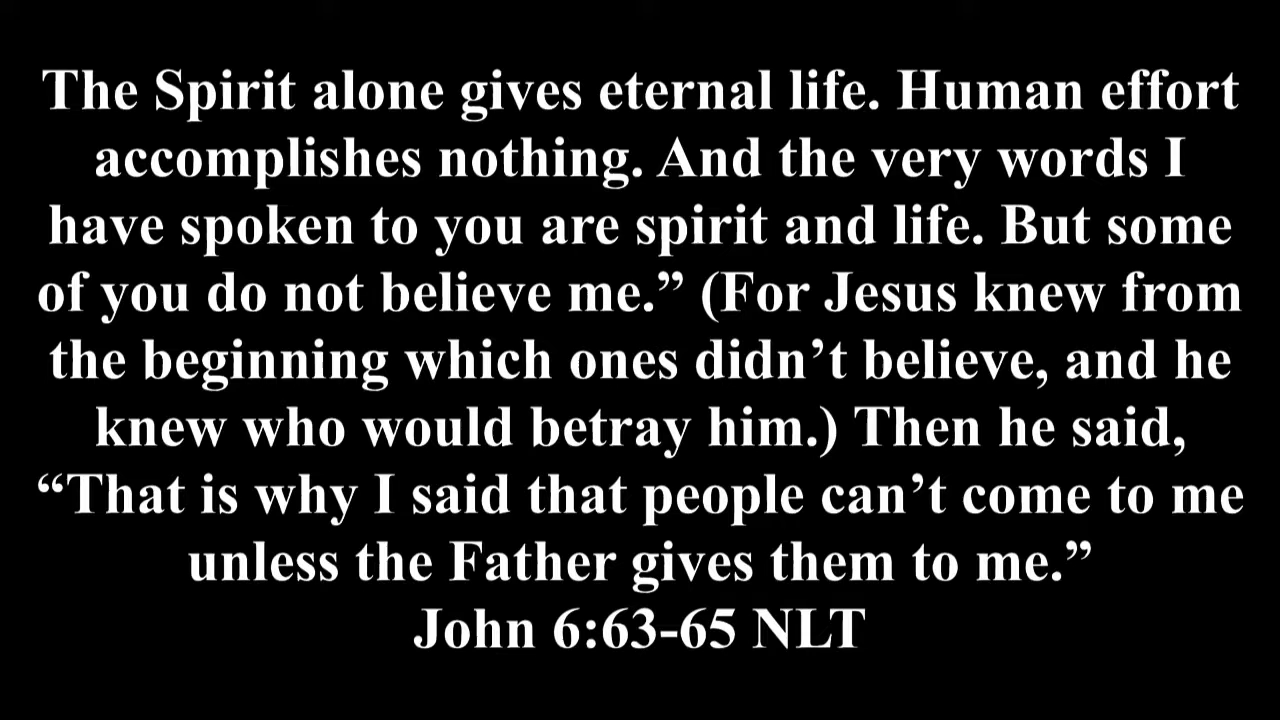 The Spirit alone gives eternal life. Human effort
accomplishes nothing. And the very words I
have spoken to you are spirit and life. But some
of you do not believe me.” (For Jesus knew from
the beginning which ones didn’t believe, and he
knew who would betray him.) Then he said,
“That is why I said that people can’t come to me
unless the Father gives them to me.”
John 6:63-65 NLT